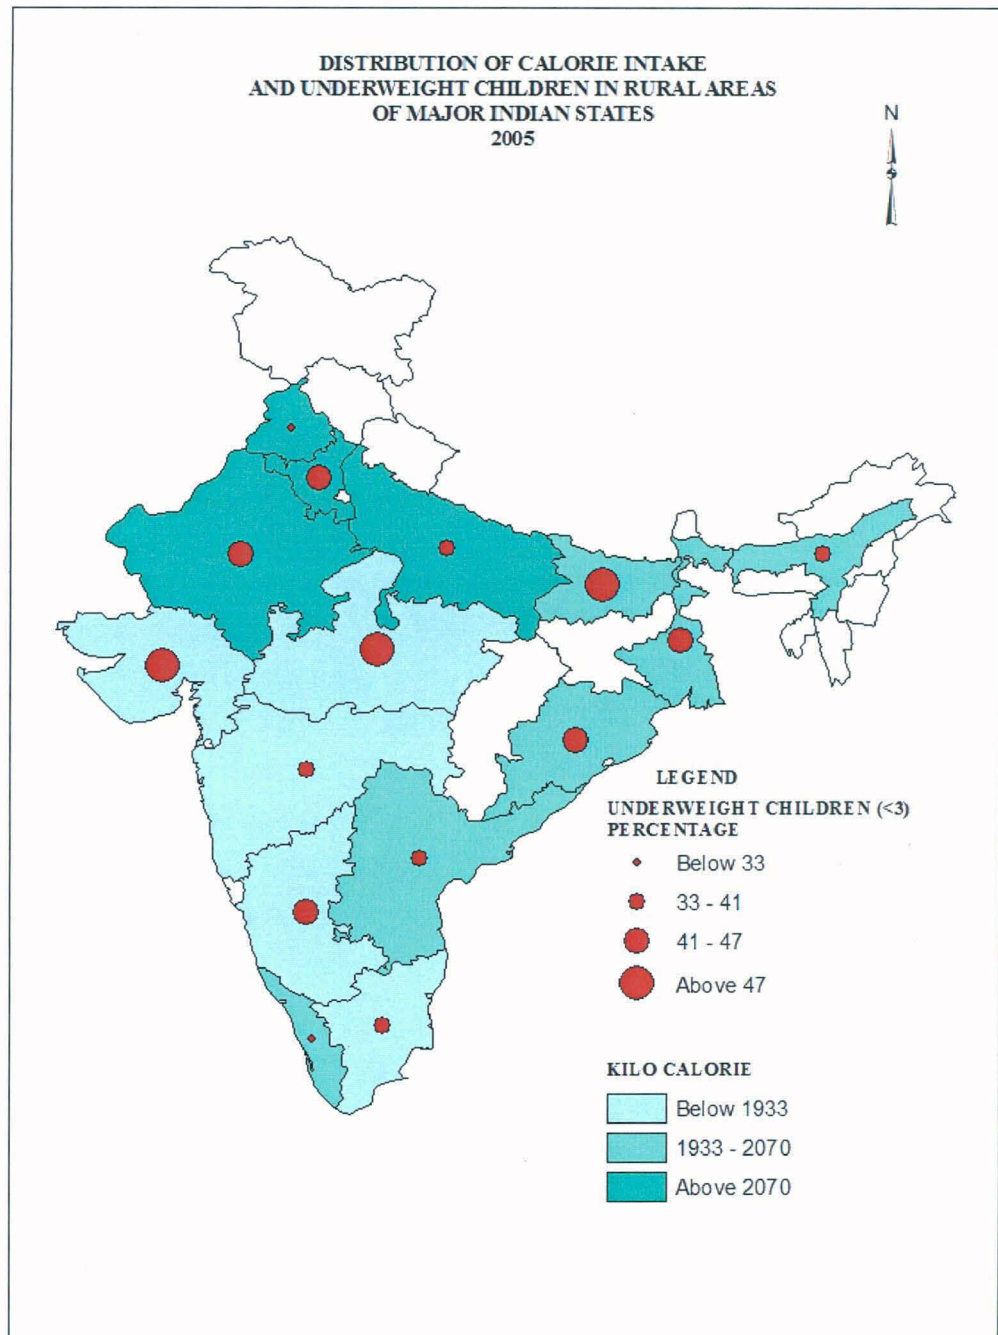 DISTRIBUTION OF CALORIE INTAKE
AND UNDERWEIGHT CHILDREN IN RURAL AREAS
OF MAJOR INDIAN STATES
2005
N
LEGEND
UNDERWEIGHT CHILDREN (<3)
PERCENTAGE
Below 33
33 - 41
41 - 47
Above 47
KILO CALORIE
Below 1933
1933 - 2070
Above 2070